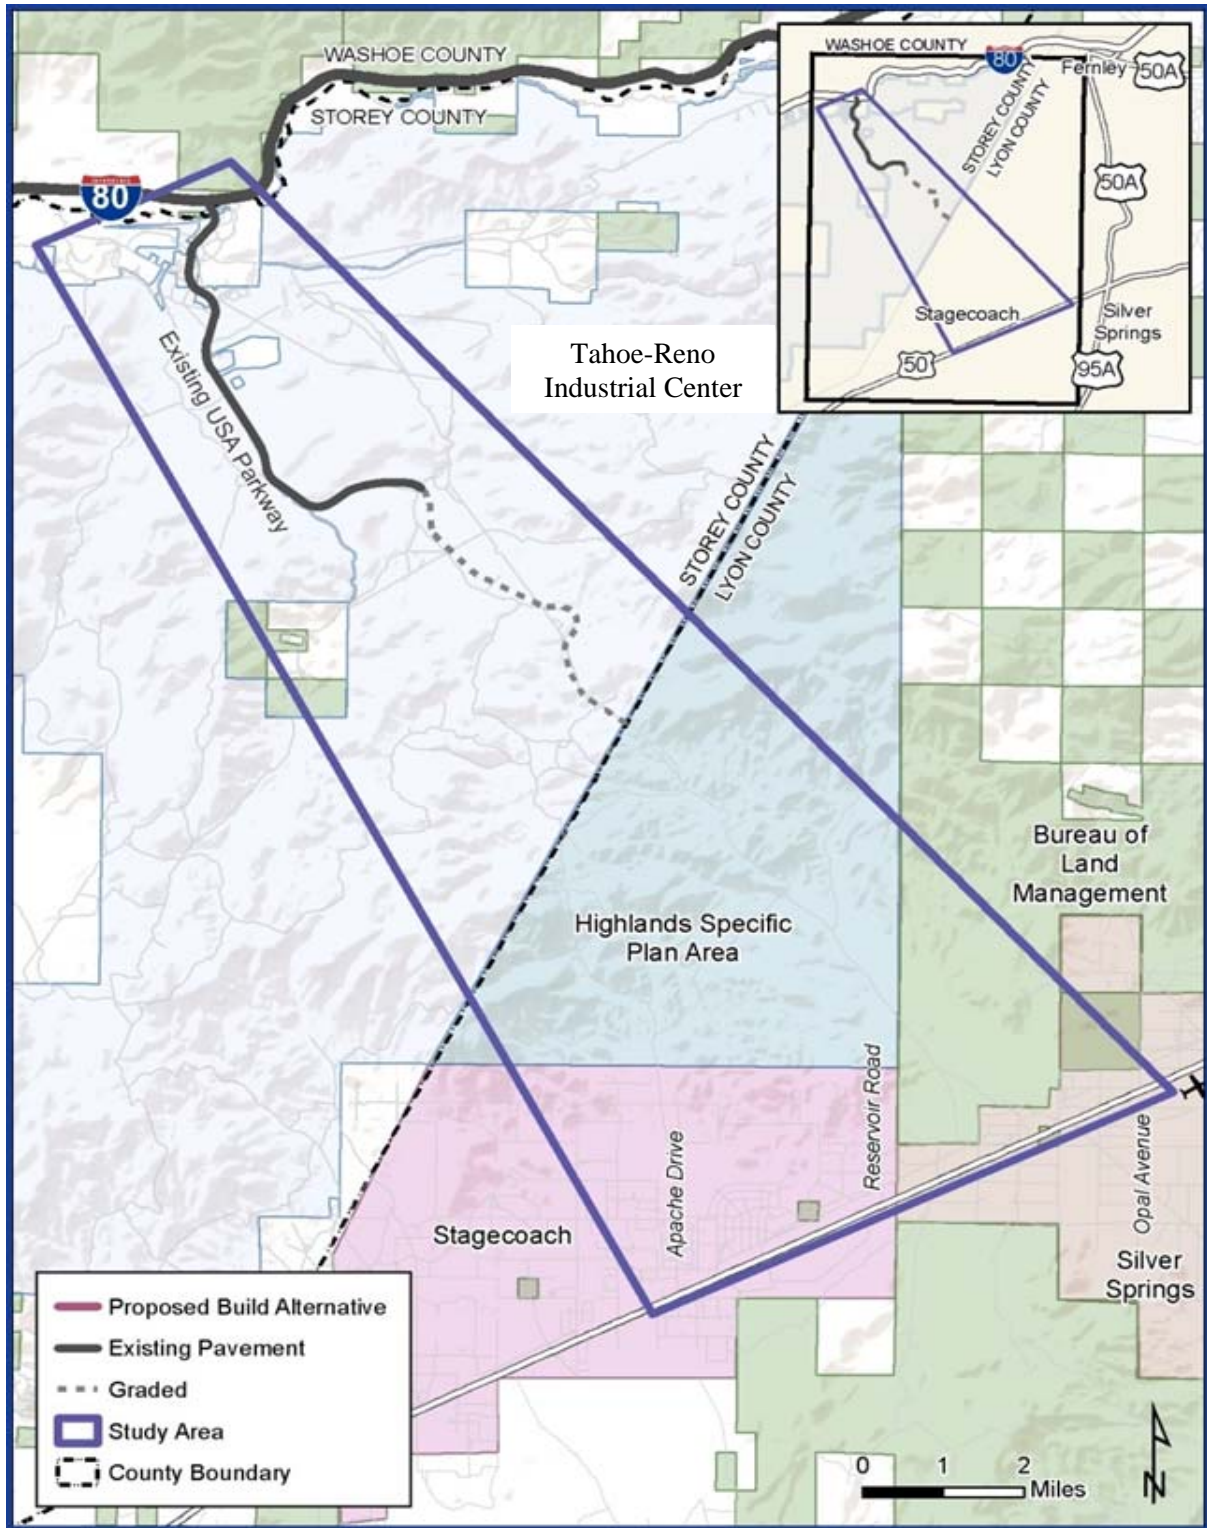 WASHOE COUNTY
STOREY COUNTY
80
WASHOE COUNTY
80
Fernley
50A
STOREY COUNTY
LYON COUNTY
50A
Stagecoach
Silver
Springs
50
95A
Existing USA Parkway
Tahoe-Reno
Industrial Center
STOREY COUNTY
LYON COUNTY
Bureau of
Land
Management
Highlands Specific
Plan Area
Stagecoach
Apache Drive
Reservoir Road
Opal Avenue
Silver
Springs
Proposed Build Alternative
Existing Pavement
Graded
Study Area
County Boundary
0 1 2
Miles
N